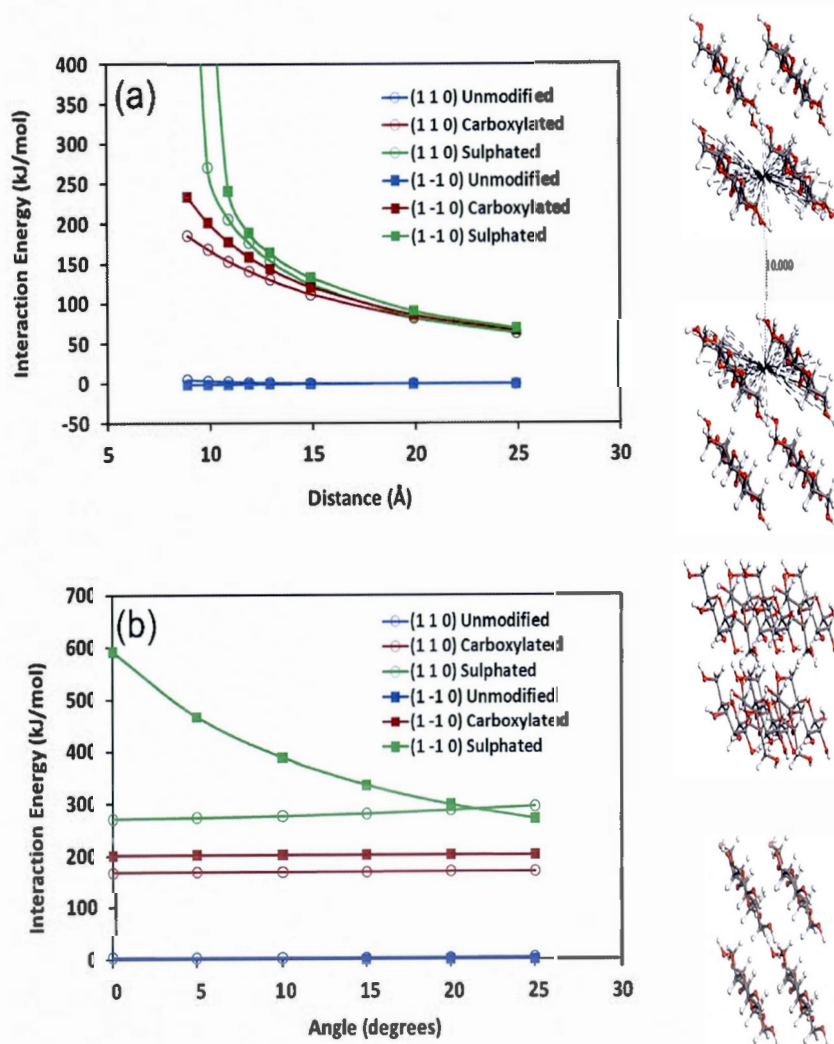 (a)
Interaction Energy (kJ/mol)
400
350
300
250
200
150
100
50
0
-50
(1 1 0) Unmodified
(1 1 0) Carboxylated
(1 1 0) Sulphated
(1 -1 0) Unmodified
(1 -1 0) Carboxylated
(1 -1 0) Sulphated
5
10
15
20
25
30
Distance (Å)
10.000
(b)
Interaction Energy (kJ/mol)
700
600
500
400
300
200
100
0
(1 1 0) Unmodified
(1 1 0) Carboxylated
(1 1 0) Sulphated
(1 -1 0) Unmodified
(1 -1 0) Carboxylated
(1 -1 0) Sulphated
0
5
10
15
20
25
30
Angle (degrees)